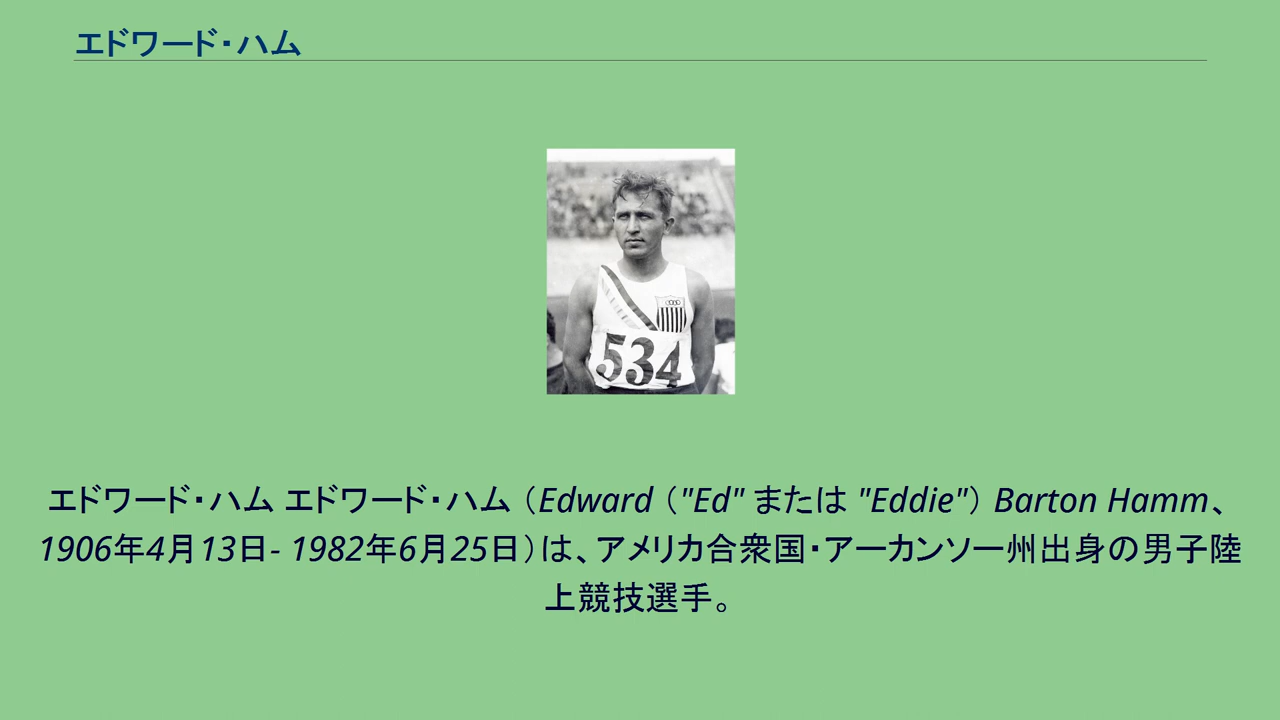 エドワード・ハム
534
エドワード・ハム エドワード・ハム（Edward（"Ed" または "Eddie"）Barton Hamm、
1906年4月13日- 1982年6月25日）は、アメリカ合衆国・アーカンソー州出身の男子陸
上競技選手。